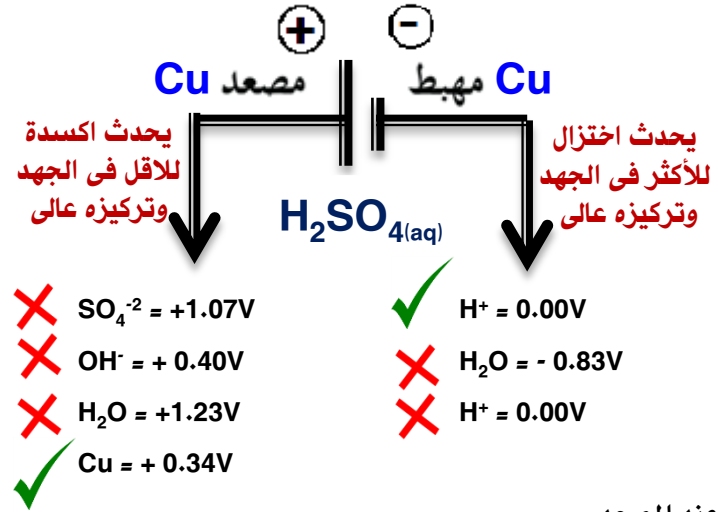 + -
Cu مصعد مهبط Cu
يحدث اكسدة
للاقل فى الجهد
وتركيزه عالى
يحدث اختزال
للأكثر فى الجهد
وتركيزه عالى
H₂SO₄(aq)
SO₄⁻² = +1.07V
OH⁻ = + 0.40V
H₂O = +1.23V
Cu = + 0.34V
H⁺ = 0.00V
H₂O = - 0.83V
H⁺ = 0.00V